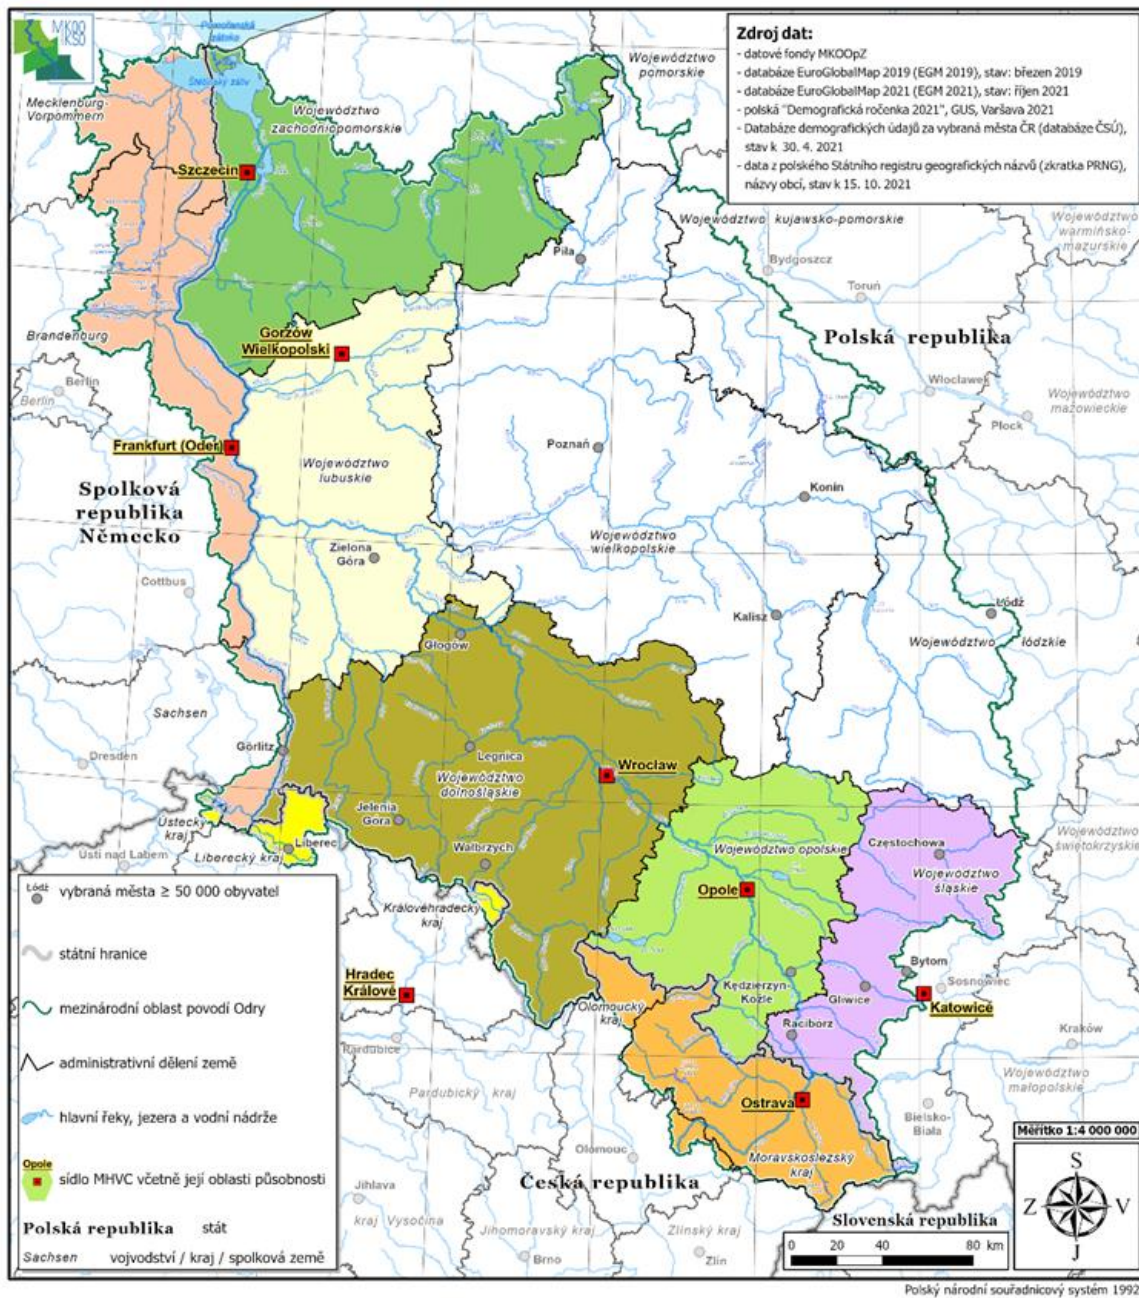 MKOO
IKSO
Pomořanská
zátoka
Štětínský záliv
Zdroj dat:
- datové fondy MKOOpZ
- databáze EuroGlobalMap 2019 (EGM 2019), stav: březen 2019
- databáze EuroGlobalMap 2021 (EGM 2021), stav: říjen 2021
- polská "Demografická ročenka 2021", GUS, Varšava 2021
- Databáze demografických údajů za vybraná města ČR (databáze ČSÚ),
stav k 30. 4. 2021
- data z polského Státního registru geografických názvů (zkratka PRNG),
názvy obcí, stav k 15. 10. 2021
Województwo
pomorskie
Mecklenburg-
Vorpommern
Województwo
zachodniopomorskie
Szczecin
Województwo kujawsko-pomorskie
Województwo
warmińsko-
mazurskie
Piła
Bydgoszcz
Toruń
Brandenburg
Gorzów
Wielkopolski
Polská republika
Berlin
Berlin
Włocławek
Województwo
mazowieckie
Płock
Frankfurt (Oder)
Poznań
Województwo
lubuskie
Spolková
republika
Německo
Konin
Województwo
wielkopolskie
Zielona
Góra
Cottbus
Kalisz
Łódź
Głogów
Województwo łódzkie
Sachsen
Görlitz
Dresden
Legnica
Wrocław
Województwo
dolnośląskie
Jelenia
Góra
Ústecký
kraj
Liberec
Ústí nad Labem
Liberecký kraj
Wałbrzych
Województwo opolskie
Częstochowa
Województwo
świętokrzyskie
Województwo
śląskie
Opole
Královéhradecký
kraj
Hradec
Králové
Olomoucký
kraj
Kędzierzyn-
Koźle
Bytom
Gliwice
Sosnowiec
Katowice
Racibórz
Pardubice
Kraków
Pardubický kraj
Województwo
małopolskie
Ostrava
Bielsko-
Biała
Olomouc
Moravskoslezský
kraj
Česká republika
Jihlava
kraj Vysočina
Jihomoravský kraj
Brno
Zlínský kraj
Zlín
Slovenská republika
Łódź
vybraná města ≥ 50 000 obyvatel
státní hranice
mezinárodní oblast povodí Odry
administrativní dělení země
hlavní řeky, jezera a vodní nádrže
Opole
sídlo MHVC včetně její oblasti působnosti
Polská republika stát
Sachsen vojvodství / kraj / spolková země
Měřítko 1:4 000 000
S
Z V
J
0 20 40 80 km
Polský národní souřadnicový systém 1992